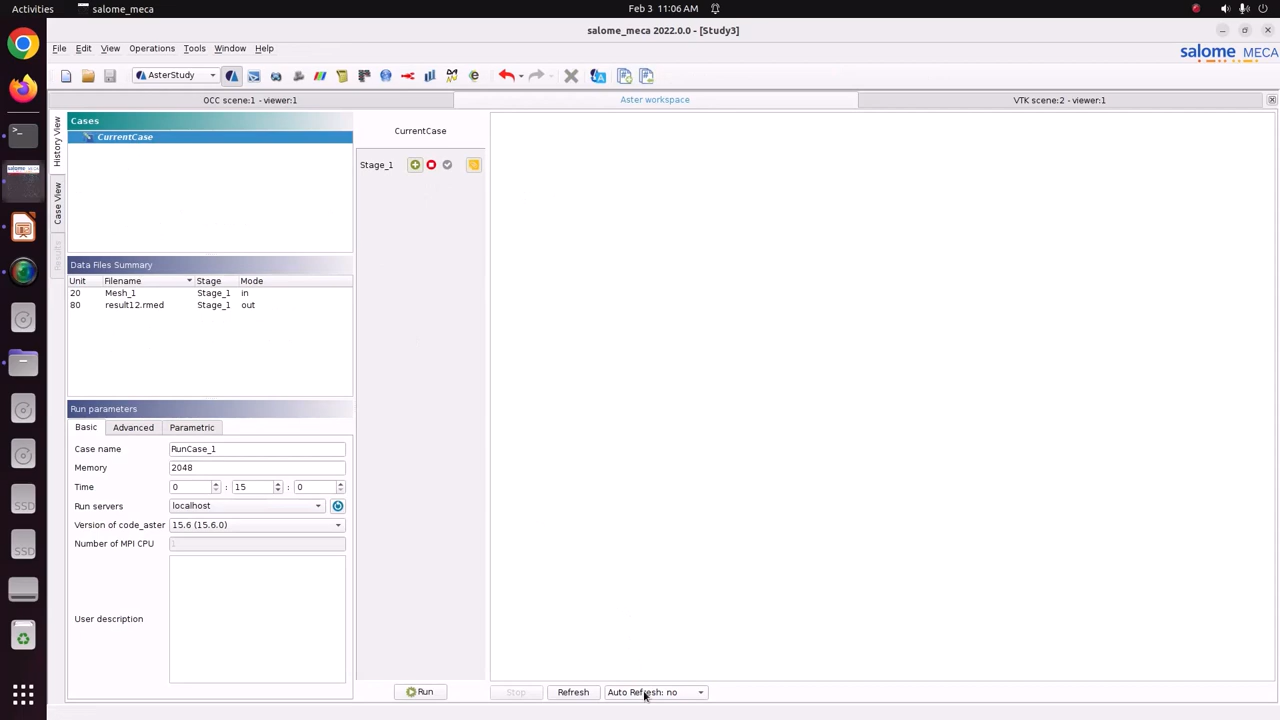 Activities
salome_meca
Feb 3 11:06 AM
salome_meca 2022.0.0 - [Study3]
File Edit View Operations Tools Window Help
salome MECA
AsterStudy
OCC scene:1 - viewer:1
Aster workspace
VTK scene:2 - viewer:1
History View
Case View
Results
Cases
CurrentCase
CurrentCase
Stage_1
Data Files Summary
Unit Filename Stage Mode
20 Mesh_1 Stage_1 in
80 result12.rmed Stage_1 out
Run parameters
Basic Advanced Parametric
Case name RunCase_1
Memory 2048
Time 0 : 15 : 0
Run servers localhost
Version of code_aster 15.6 (15.6.0)
Number of MPI CPU 1
User description
Run
Stop
Refresh
Auto Refresh: no
SSD
SSD